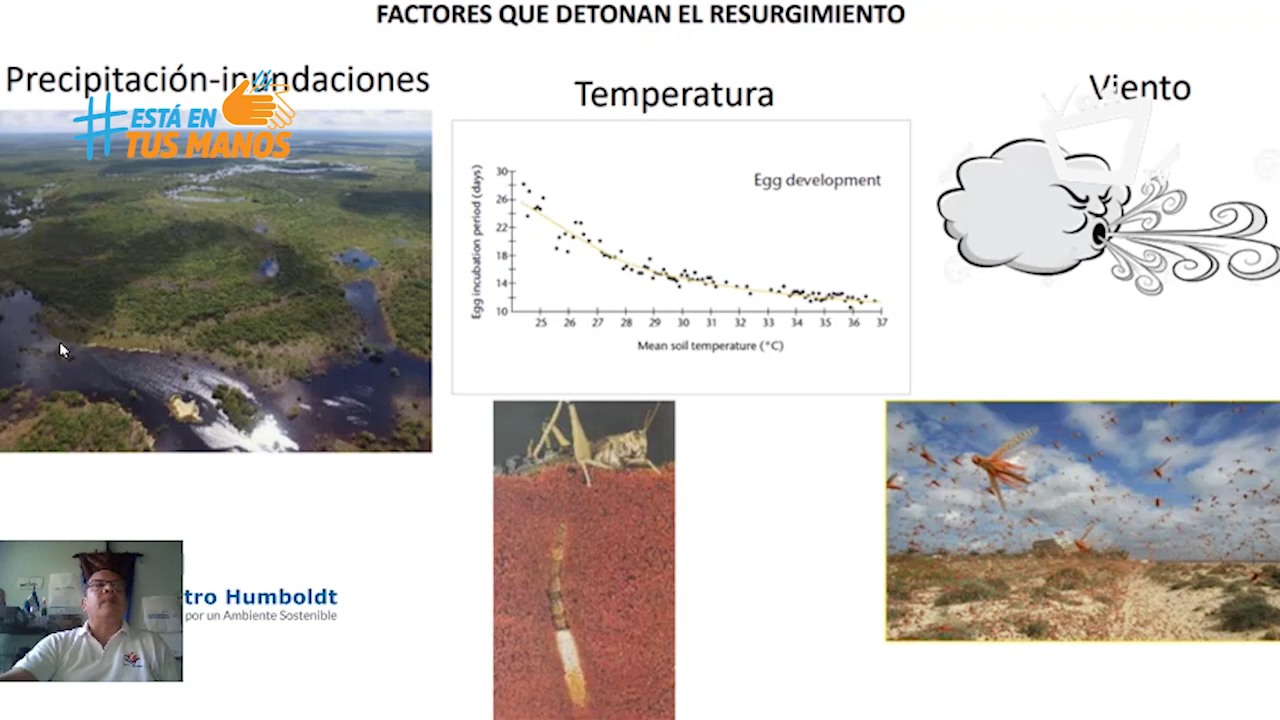 FACTORES QUE DETONAN EL RESURGIMIENTO
Precipitación-inundaciones
#ESTÁ EN
TUS MANOS
Temperatura
Viento
Egg development
Egg incubation period (days)
30
26
22
18
14
10
25 26 27 28 29 30 31 32 33 34 35 36 37
Mean soil temperature (°C)
tro Humboldt
por un Ambiente Sostenible